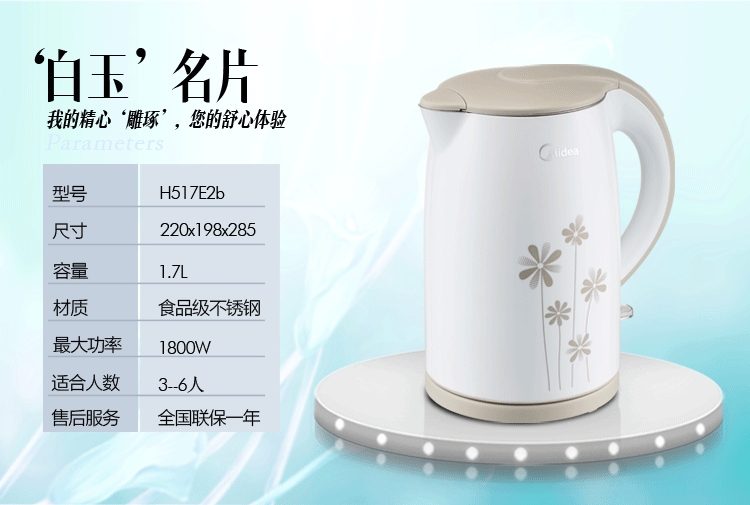 ‘白玉’名片
我的精心‘雕琢’，您的舒心体验
Parameters
型号 H517E2b
尺寸 220x198x285
容量 1.7L
材质 食品级不锈钢
最大功率 1800W
适合人数 3--6人
售后服务 全国联保一年
Midea